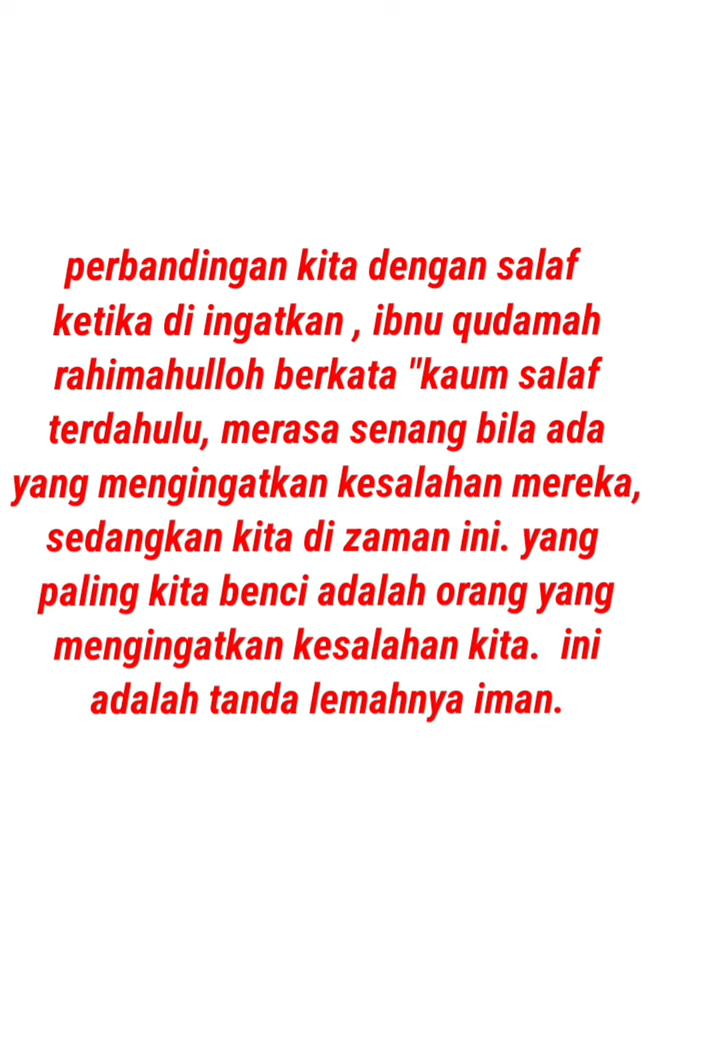 perbandingan kita dengan salaf
ketika di ingatkan , ibnu qudamah
rahimahulloh berkata "kaum salaf
terdahulu, merasa senang bila ada
yang mengingatkan kesalahan mereka,
sedangkan kita di zaman ini. yang
paling kita benci adalah orang yang
mengingatkan kesalahan kita.  ini
adalah tanda lemahnya iman.